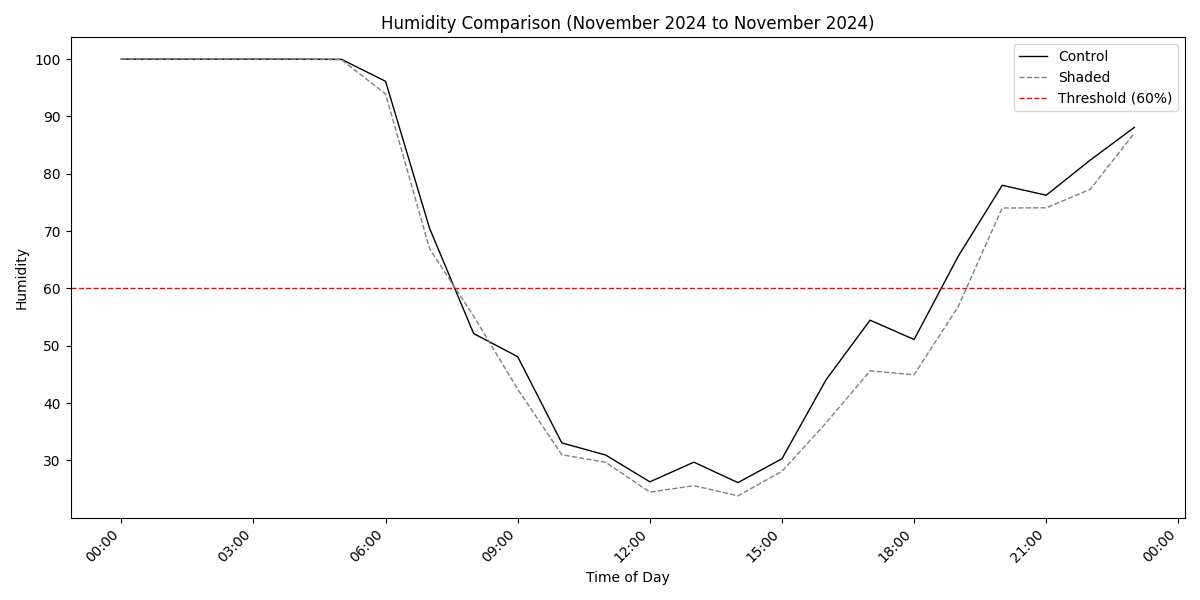 Humidity Comparison (November 2024 to November 2024)
Control
Shaded
Threshold (60%)
Humidity
100
90
80
70
60
50
40
30
00:00
03:00
06:00
09:00
12:00
15:00
18:00
21:00
00:00
Time of Day